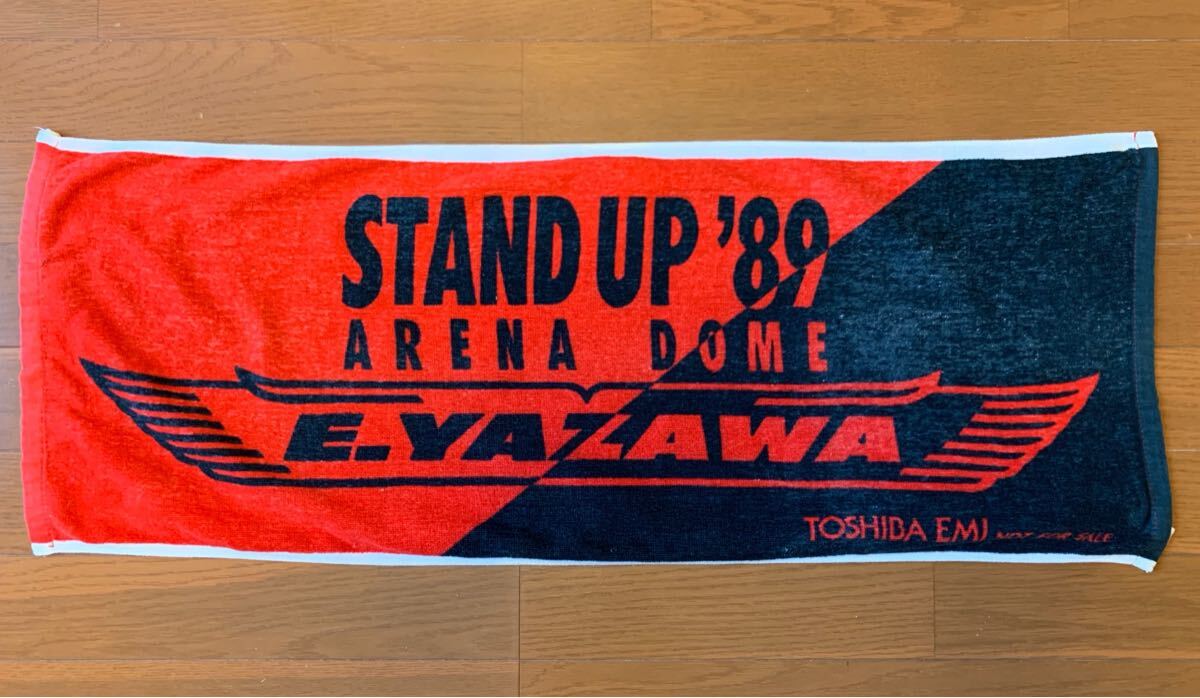 STAND UP '89
ARENA DOME
E.YAZAWA
TOSHIBA EMI NOT FOR SALE